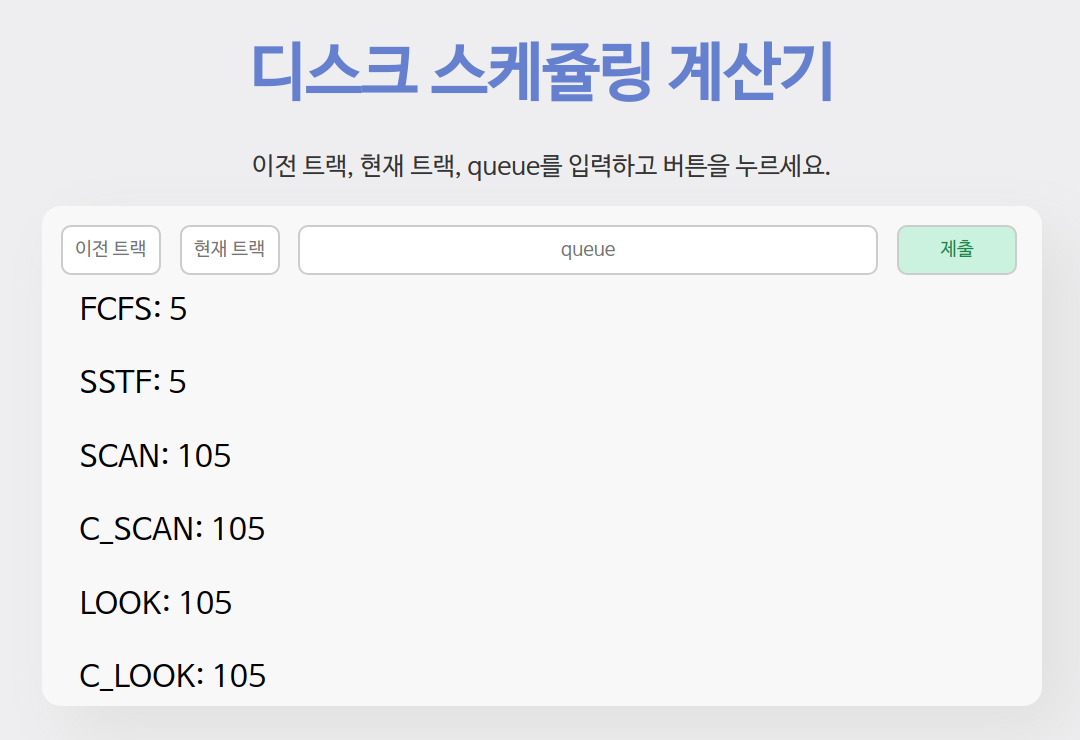 디스크 스케쥴링 계산기
이전 트랙, 현재 트랙, queue를 입력하고 버튼을 누르세요.
이전 트랙 현재 트랙 queue 제출
FCFS: 5
SSTF: 5
SCAN: 105
C_SCAN: 105
LOOK: 105
C_LOOK: 105